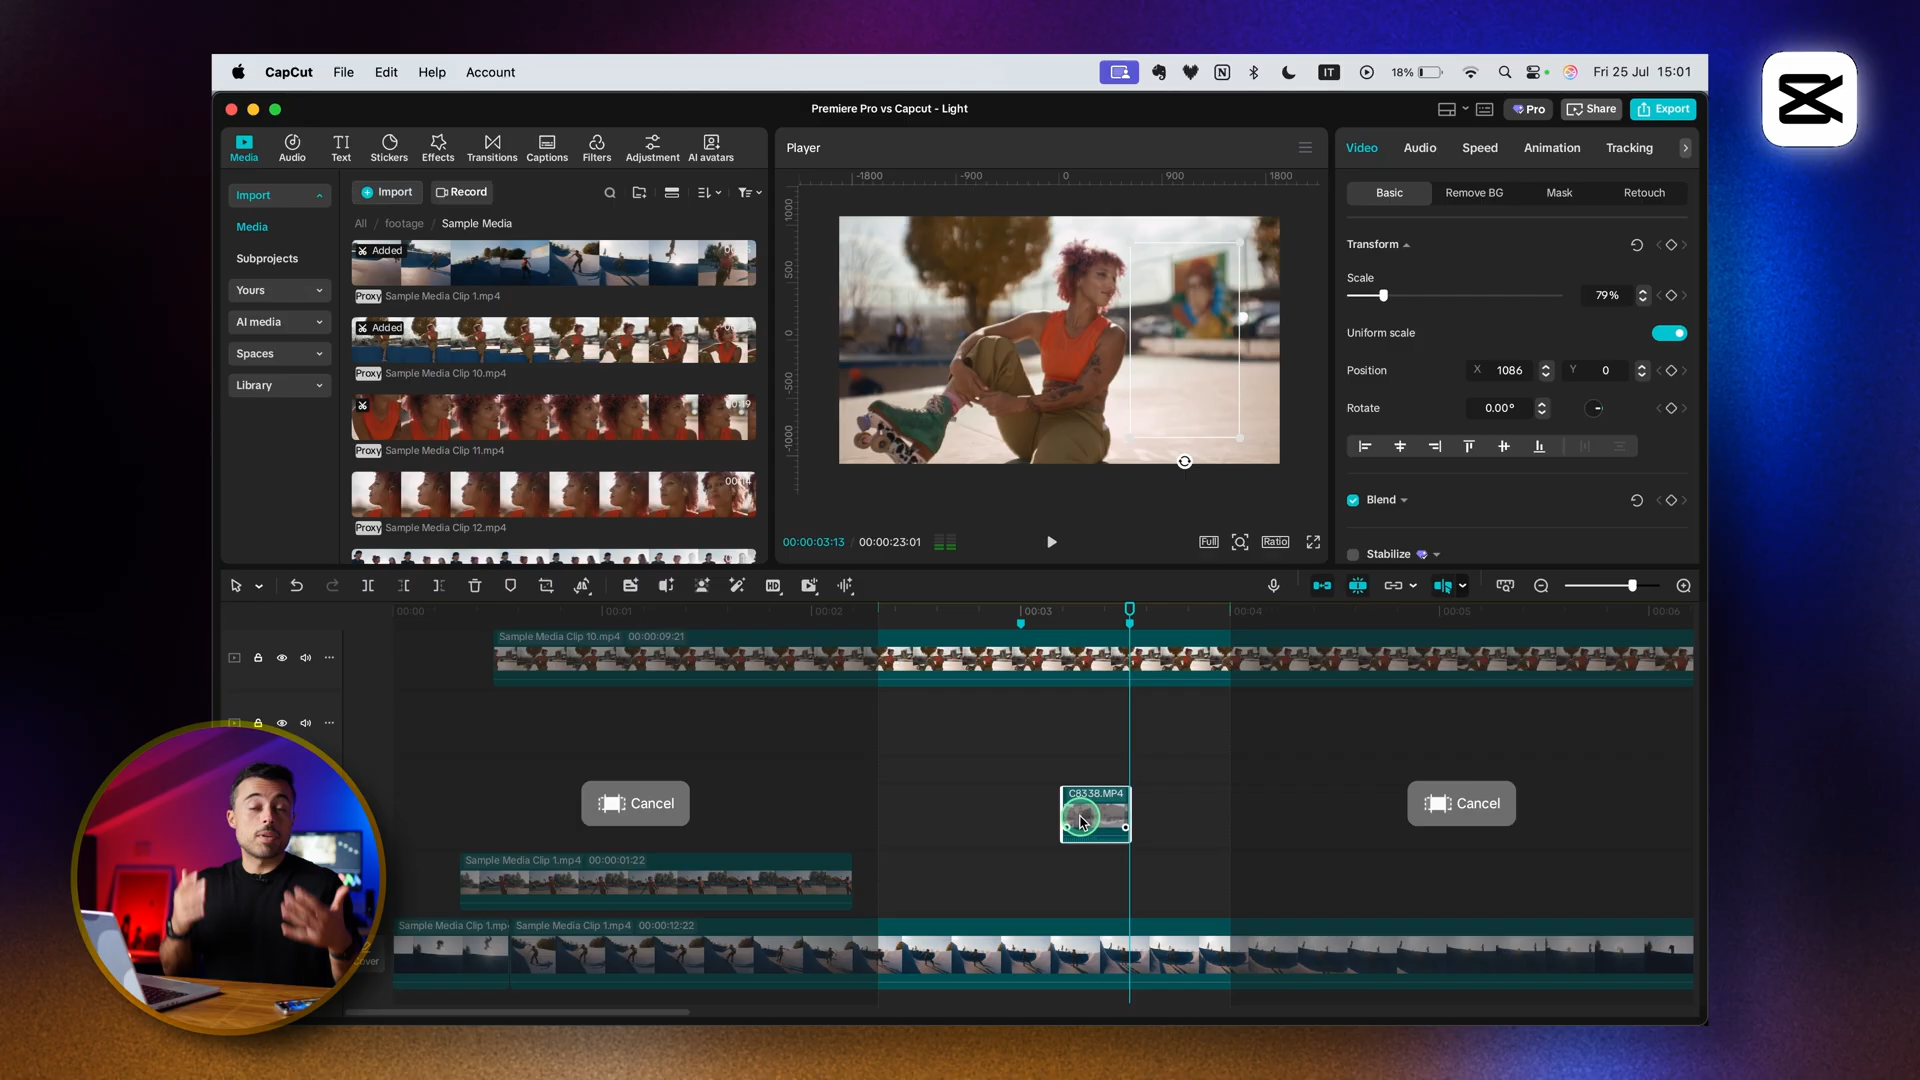 CapCut File Edit Help Account
IT 18% Fri 25 Jul 15:01
Premiere Pro vs Capcut - Light
Pro Share Export
Media Audio Text Stickers Effects Transitions Captions Filters Adjustment AI avatars
Player
Video Audio Speed Animation Tracking
Import
Media
Subprojects
Yours
AI media
Spaces
Library
Import Record
All / footage / Sample Media
Added
Proxy Sample Media Clip 1.mp4
Added
Proxy Sample Media Clip 10.mp4
Proxy Sample Media Clip 11.mp4
Proxy Sample Media Clip 12.mp4
-1800 -900 0 900 1800
1000
500
0
-500
-1000
00:00:03:13 / 00:00:23:01
Full Ratio
Basic Remove BG Mask Retouch
Transform
Scale
79%
Uniform scale
Position X 1086 Y 0
Rotate 0.00°
Blend
Stabilize
HD
00:00 00:01 00:02 00:03 00:04 00:05 00:06
Sample Media Clip 10.mp4 00:00:09:21
Cancel
C8338.MP4
Cancel
Sample Media Clip 1.mp4 00:00:01:22
Sample Media Clip 1.mp Sample Media Clip 1.mp4 00:00:12:22
Cover